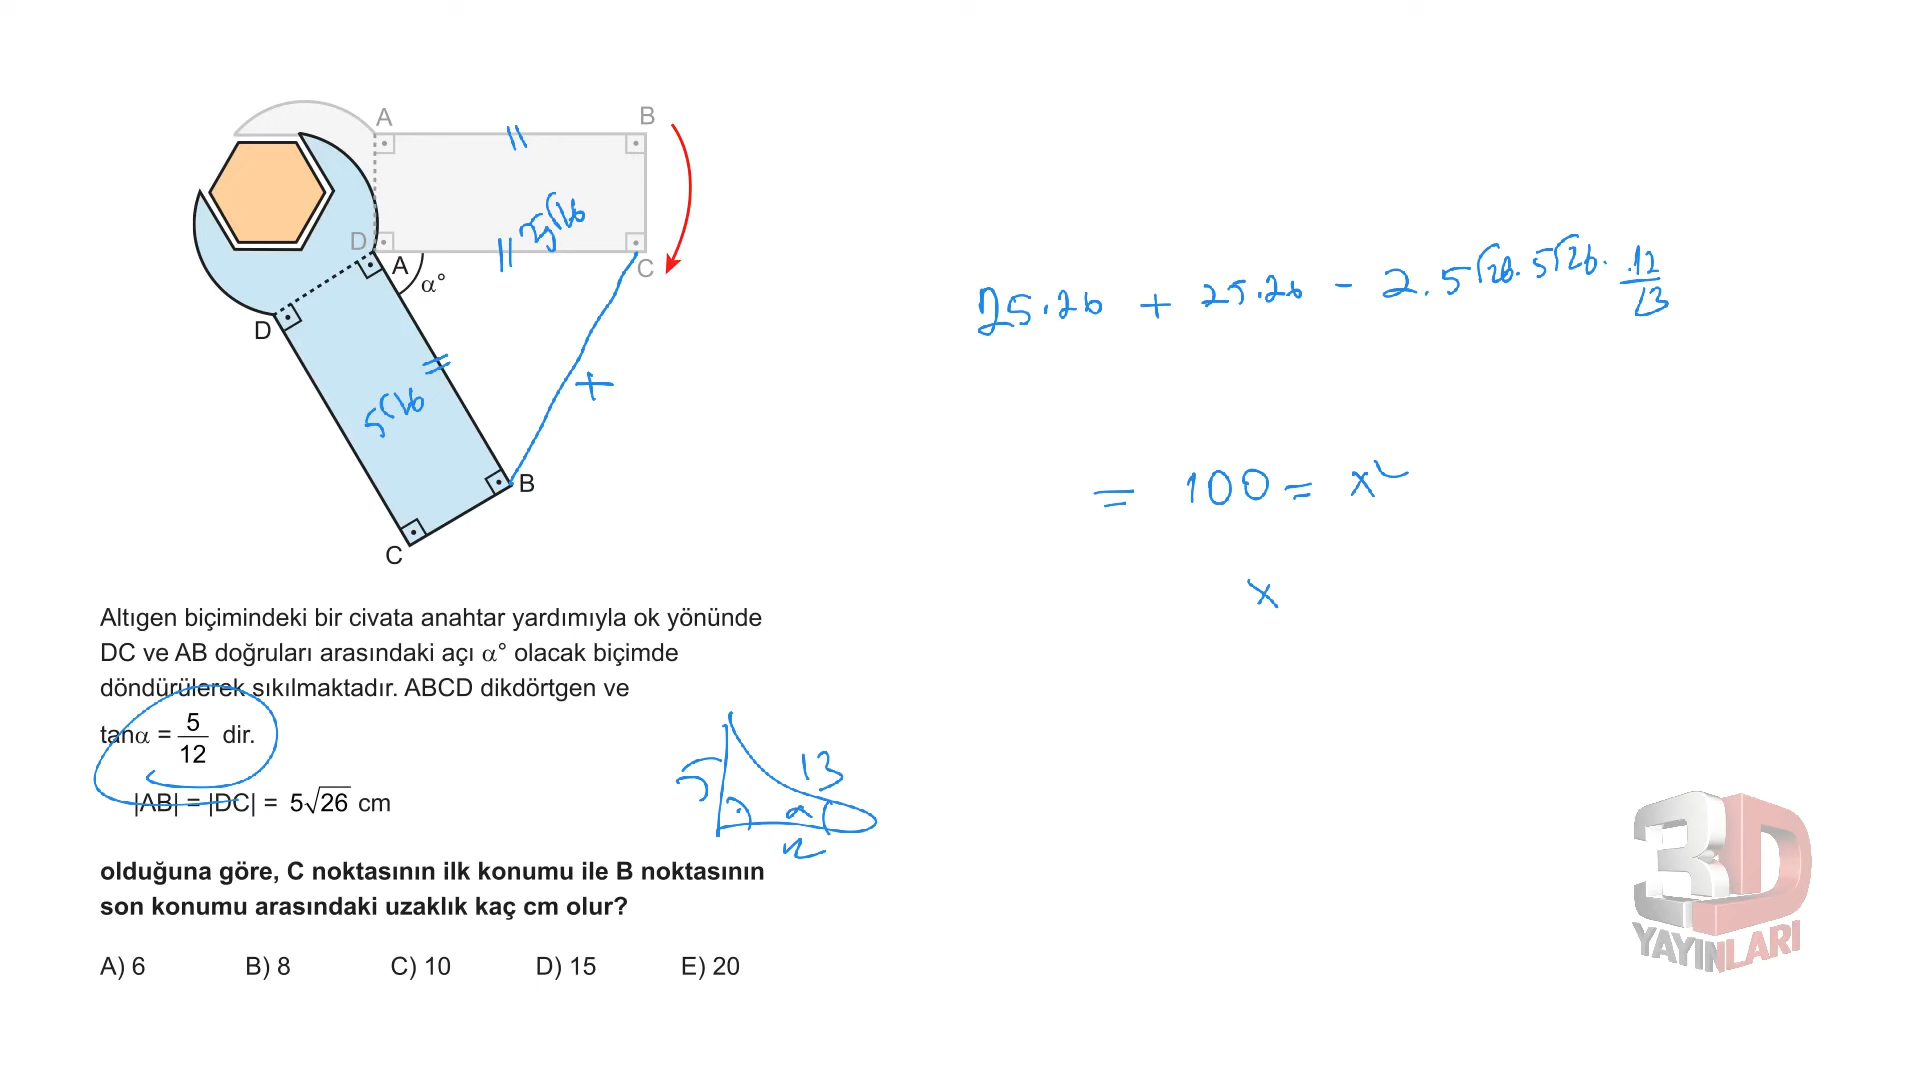 A
B
D
C
A
α°
D
B
C
5√26
5√26
x
25.26 + 25.26 - 2.5√26.5√26.12/13
= 100 = x²
x
Altıgen biçimindeki bir civata anahtar yardımıyla ok yönünde
DC ve AB doğruları arasındaki açı α° olacak biçimde
döndürülerek sıkılmaktadır. ABCD dikdörtgen ve
tanα = 5/12 dir.
|AB| = |DC| = 5√26 cm
5
13
α
12
olduğuna göre, C noktasının ilk konumu ile B noktasının
son konumu arasındaki uzaklık kaç cm olur?
A) 6 B) 8 C) 10 D) 15 E) 20
3D
YAYINLARI